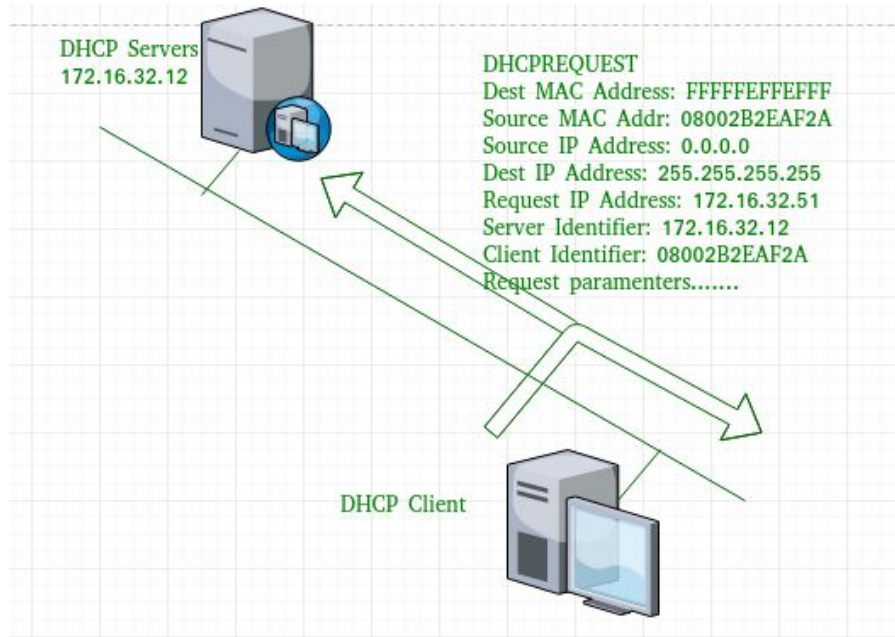 DHCP Servers
172.16.32.12
DHCPREQUEST
Dest MAC Address: FFFFFEFFEFFF
Source MAC Addr: 08002B2EAF2A
Source IP Address: 0.0.0.0
Dest IP Address: 255.255.255.255
Request IP Address: 172.16.32.51
Server Identifier: 172.16.32.12
Client Identifier: 08002B2EAF2A
Request paramenters.......
DHCP Client